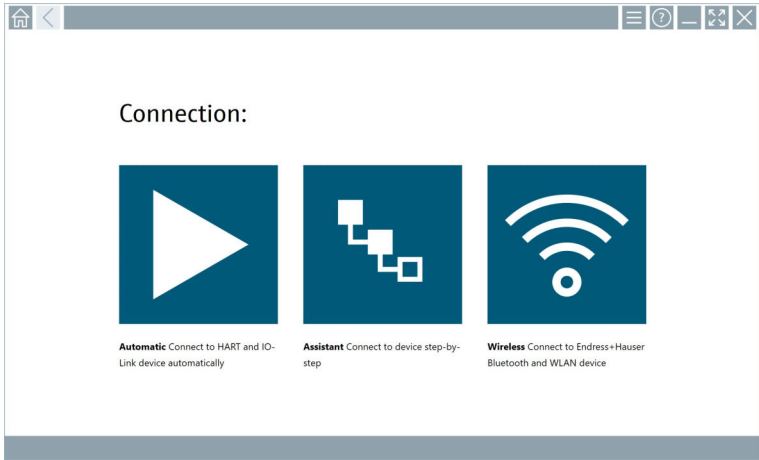 Connection:
Automatic Connect to HART and IO-
Link device automatically
Assistant Connect to device step-by-
step
Wireless Connect to Endress+Hauser
Bluetooth and WLAN device